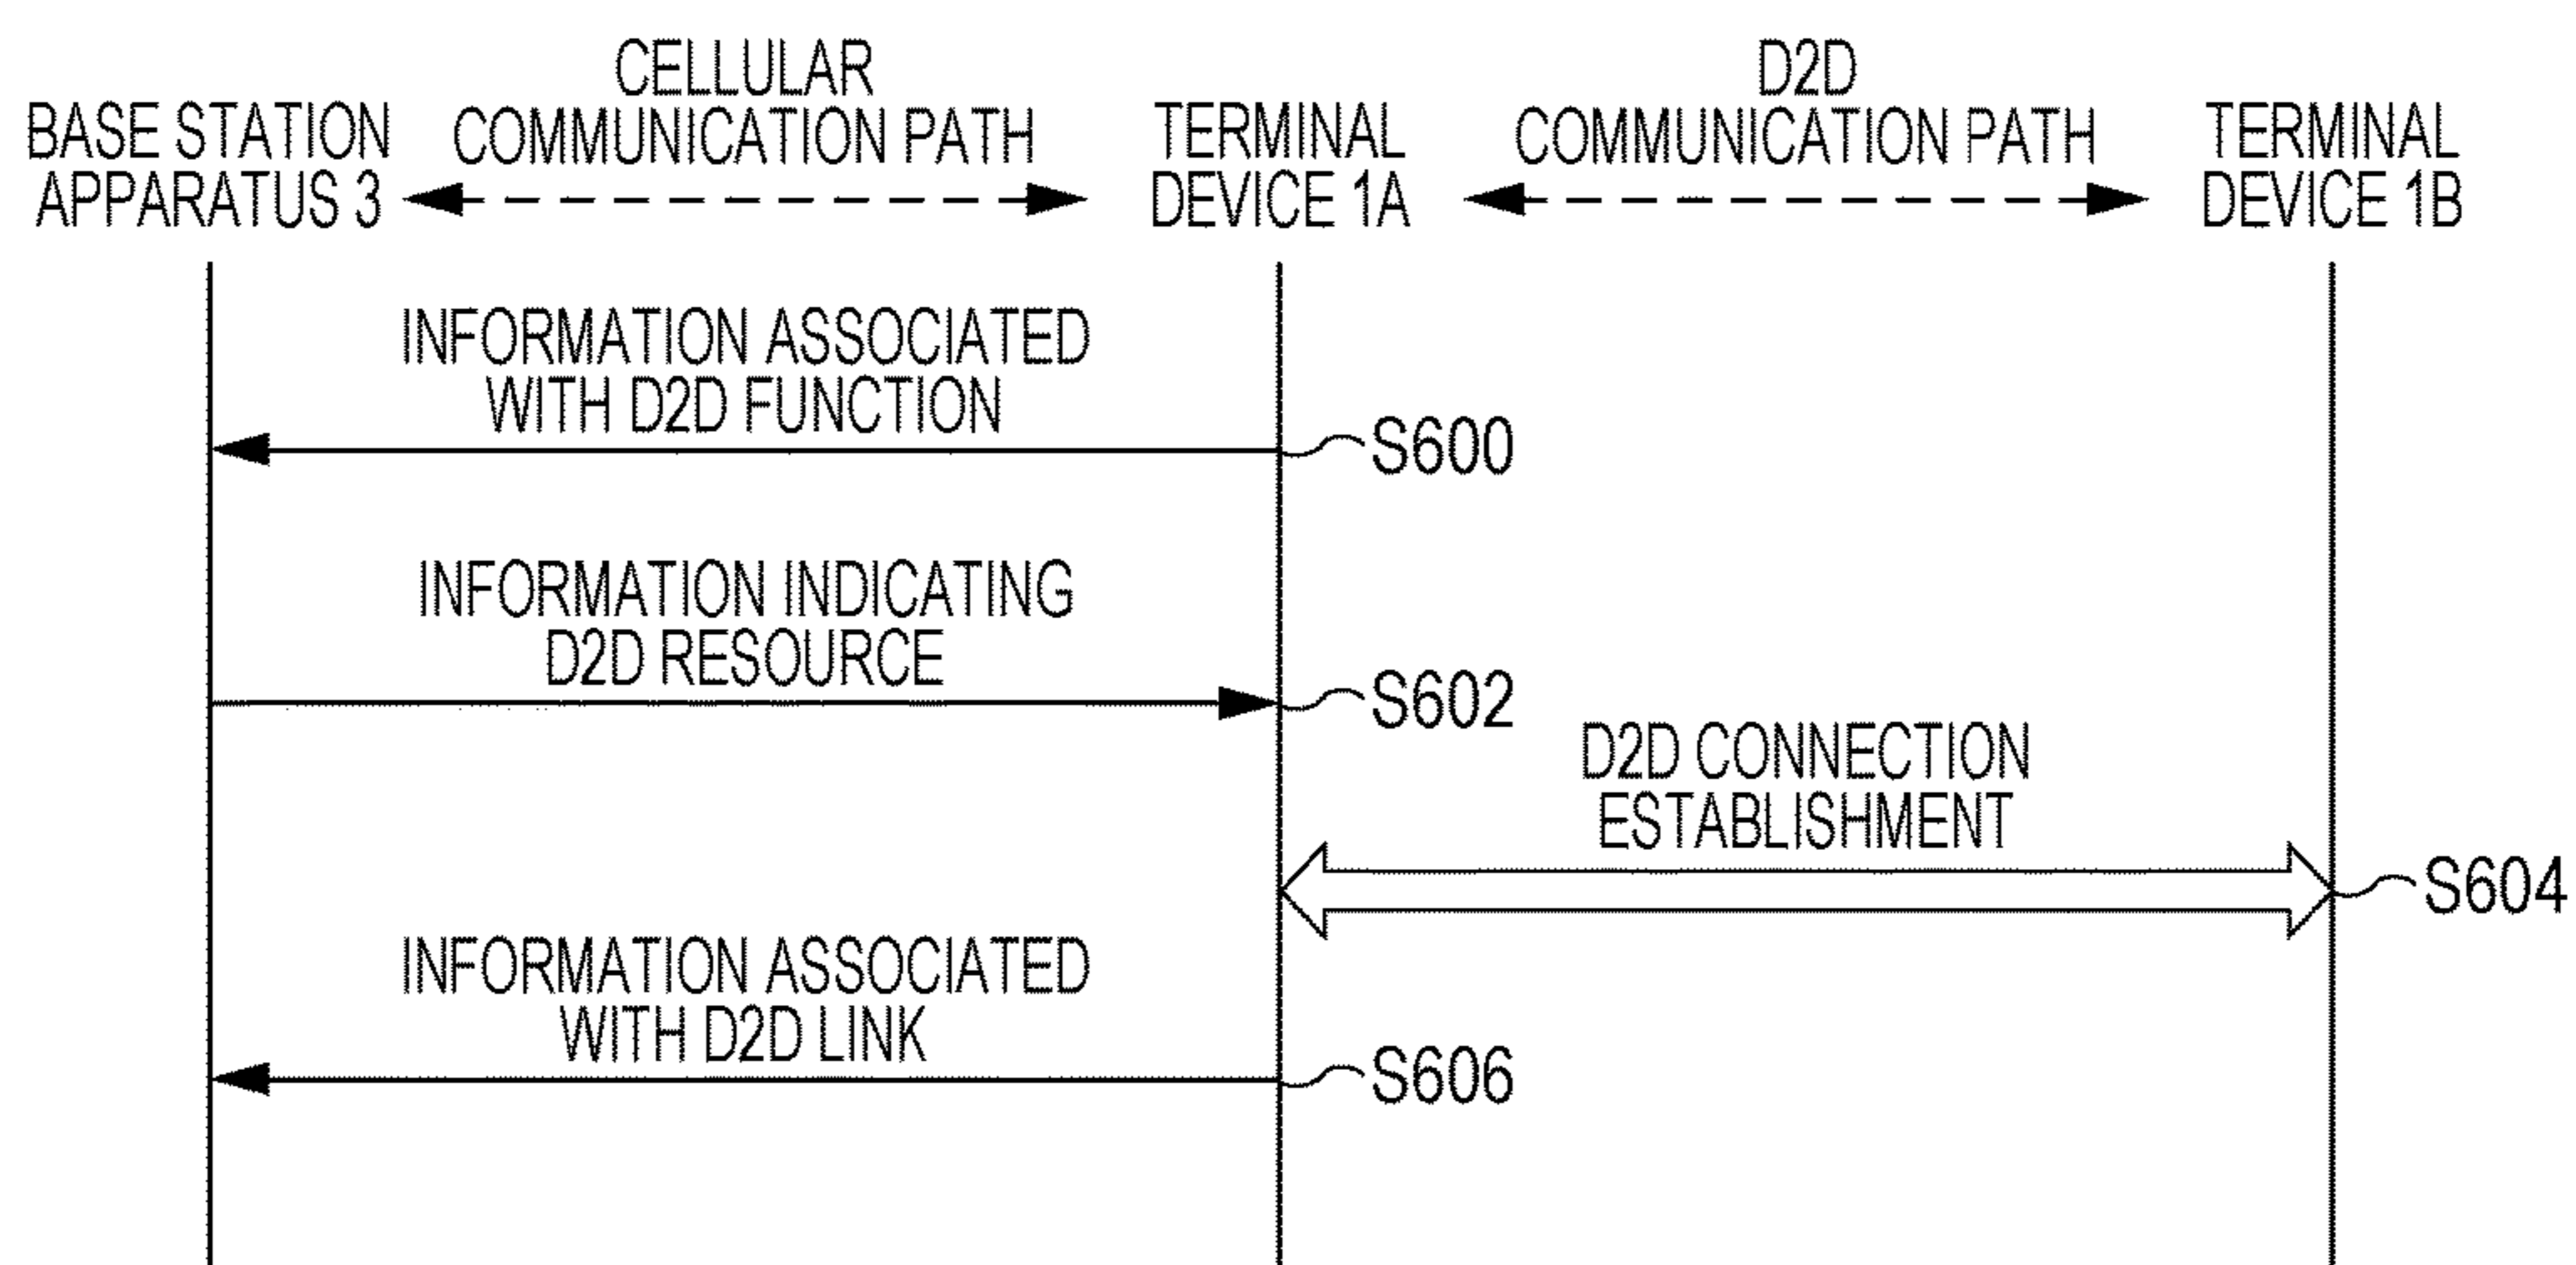 BASE STATION
APPARATUS 3
CELLULAR
COMMUNICATION PATH
TERMINAL
DEVICE 1A
D2D
COMMUNICATION PATH
TERMINAL
DEVICE 1B
INFORMATION ASSOCIATED
WITH D2D FUNCTION
S600
INFORMATION INDICATING
D2D RESOURCE
S602
D2D CONNECTION
ESTABLISHMENT
S604
INFORMATION ASSOCIATED
WITH D2D LINK
S606